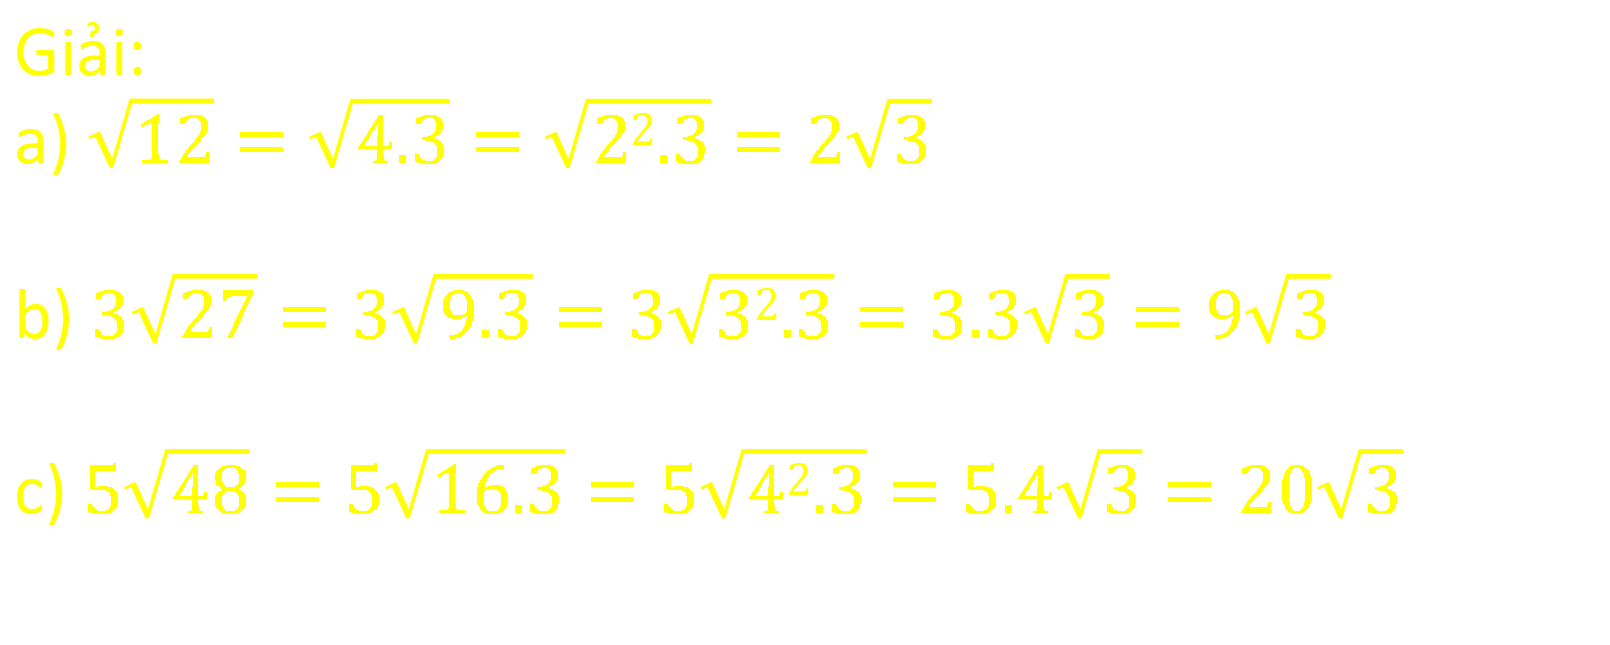 Giải:
a) √12 = √4.3 = √2².3 = 2√3
b) 3√27 = 3√9.3 = 3√3².3 = 3.3√3 = 9√3
c) 5√48 = 5√16.3 = 5√4².3 = 5.4√3 = 20√3